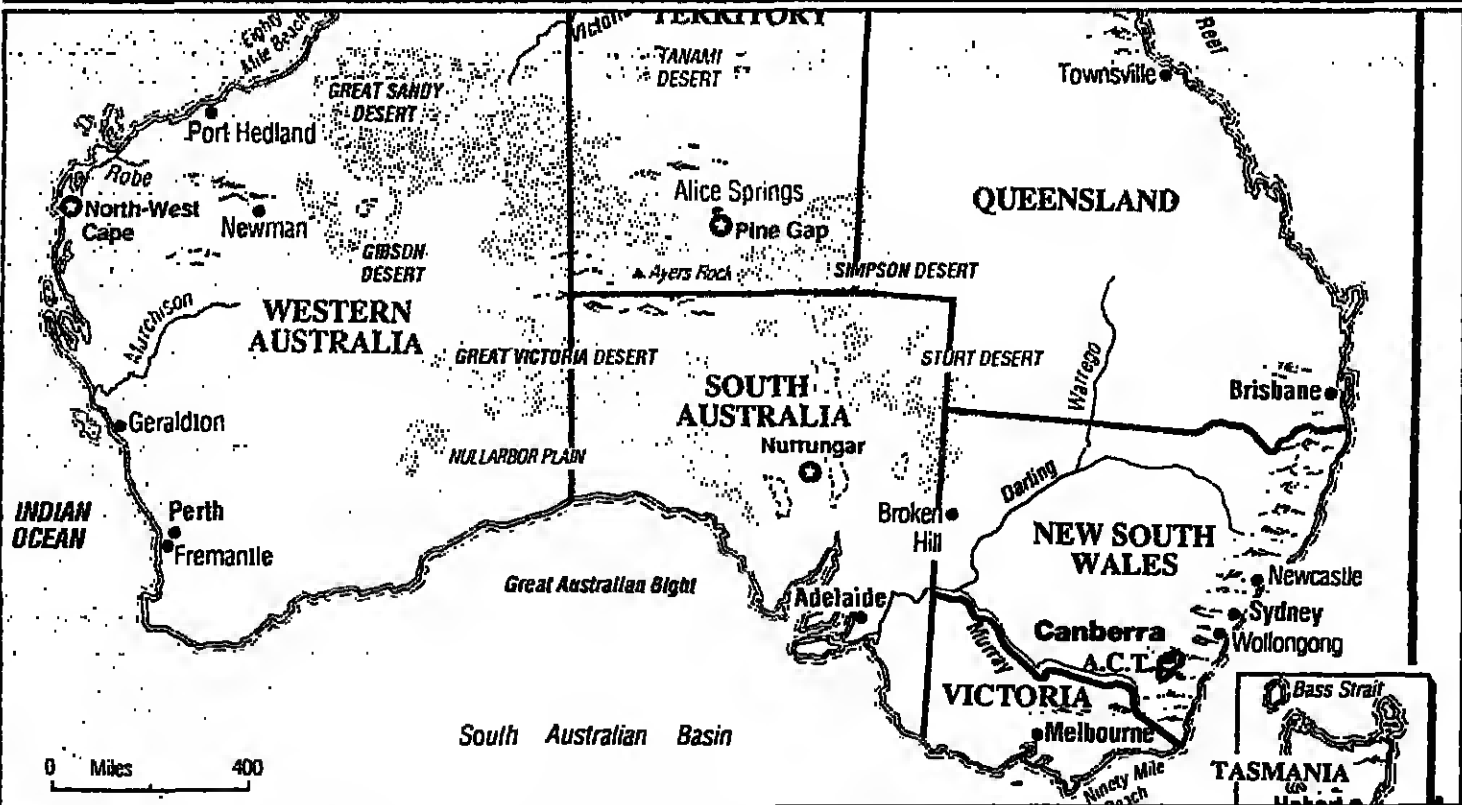 TERRITORY
Eighty
Mile Beach
Victoria
Reef
TANAMI
DESERT
Townsville
GREAT SANDY
DESERT
Port Hedland
Robe
North-West
Cape
Newman
Alice Springs
Pine Gap
QUEENSLAND
GIBSON
DESERT
Ayers Rock
SIMPSON DESERT
Murchison
WESTERN
AUSTRALIA
GREAT VICTORIA DESERT
STURT DESERT
SOUTH
AUSTRALIA
Warrego
Brisbane
Geraldton
Nurrungar
NULLARBOR PLAIN
Darling
INDIAN
OCEAN
Perth
Fremantle
Broken
Hill
NEW SOUTH
WALES
Great Australian Bight
Newcastle
Adelaide
Sydney
Canberra
Wollongong
Murray
A.C.T.
VICTORIA
Bass Strait
South Australian Basin
Melbourne
0 Miles 400
Ninety Mile
Beach
TASMANIA
Hobart